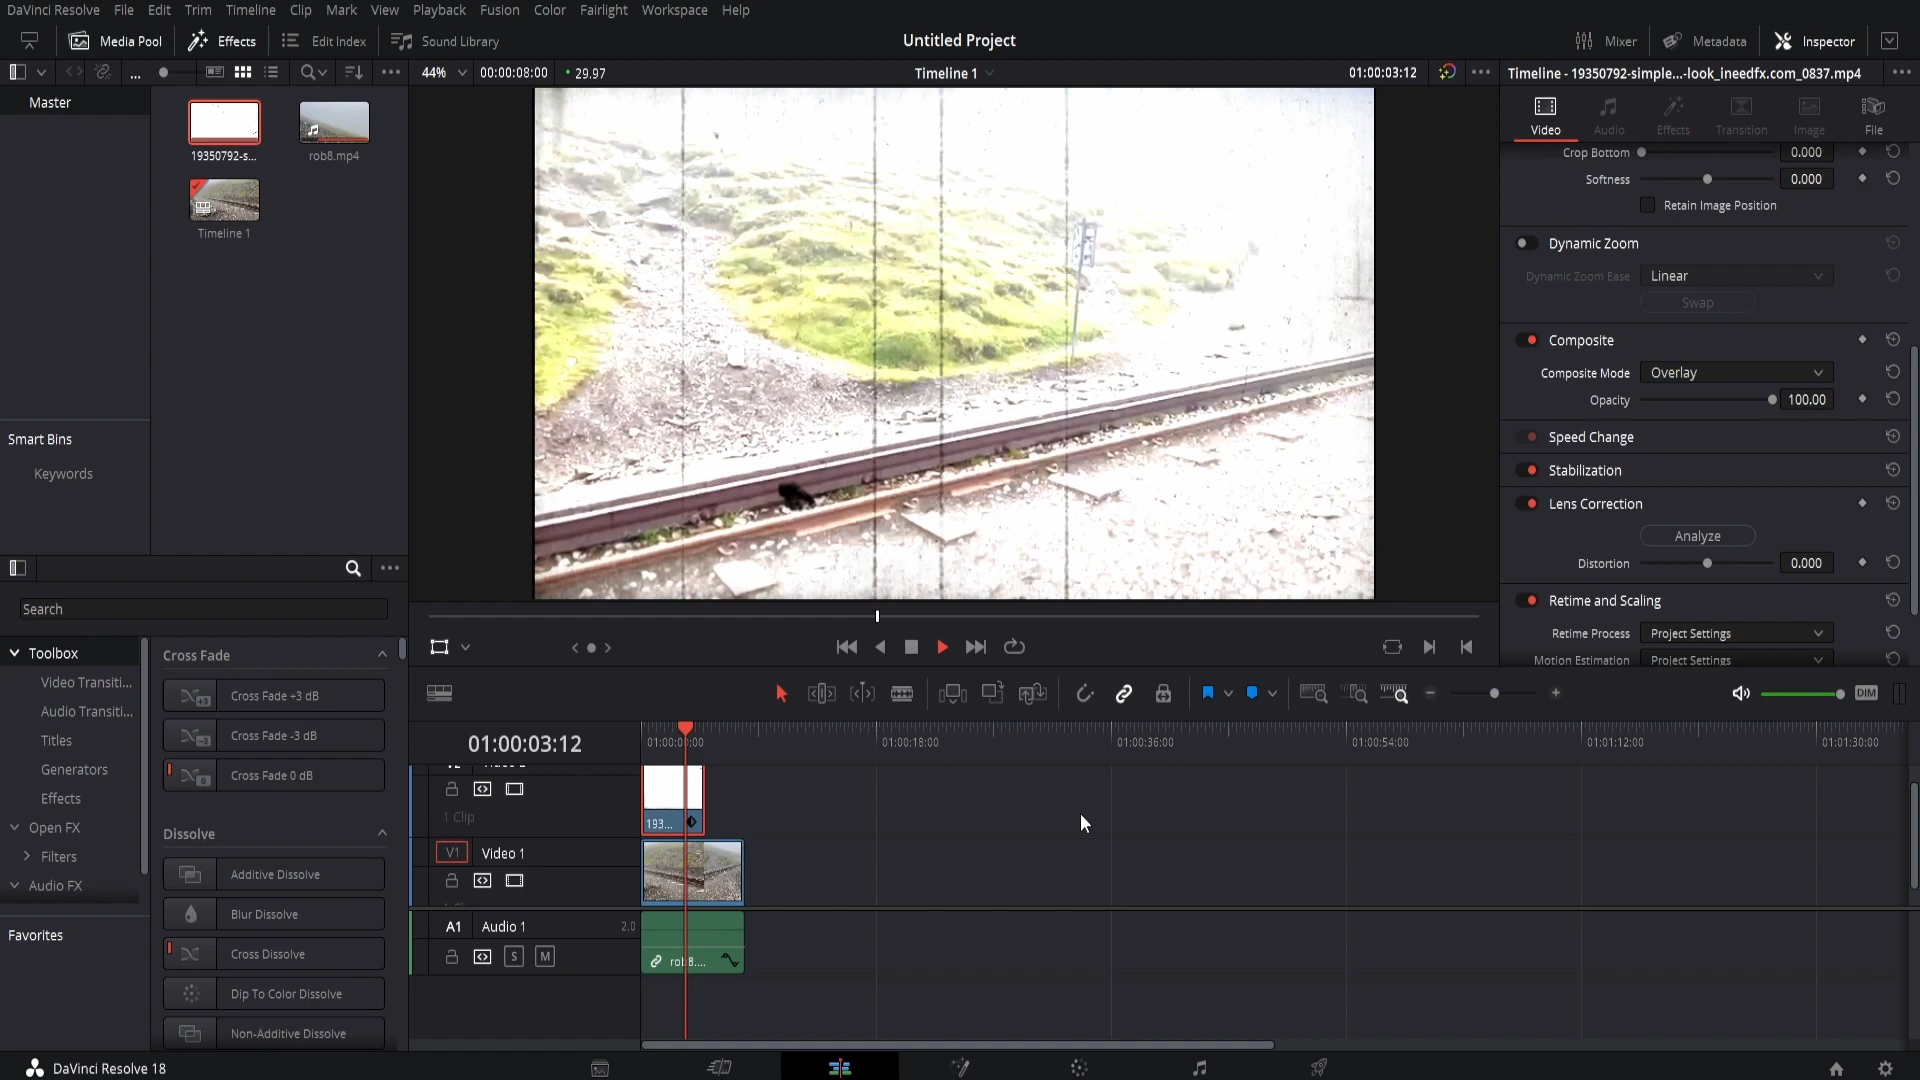 DaVinci Resolve File Edit Trim Timeline Clip Mark View Playback Fusion Color Fairlight Workspace Help
Media Pool Effects Edit Index Sound Library Untitled Project Mixer Metadata Inspector
44% 00:00:08:00 29.97 Timeline 1 01:00:03:12 Timeline - 19350792-simple...-look_ineedfx.com_0837.mp4
Master
19350792-s... rob8.mp4
Timeline 1
Smart Bins
Keywords
Video Audio Effects Transition Image File
Crop Bottom 0.000
Softness 0.000
Retain Image Position
Dynamic Zoom
Dynamic Zoom Ease Linear
Swap
Composite
Composite Mode Overlay
Opacity 100.00
Speed Change
Stabilization
Lens Correction
Analyze
Distortion 0.000
Retime and Scaling
Retime Process Project Settings
Motion Estimation Project Settings
Search
Toolbox
Video Transiti...
Audio Transiti...
Titles
Generators
Effects
Open FX
Filters
Audio FX
Favorites
Cross Fade
+3 Cross Fade +3 dB
-3 Cross Fade -3 dB
0 Cross Fade 0 dB
Dissolve
Additive Dissolve
Blur Dissolve
Cross Dissolve
Dip To Color Dissolve
Non-Additive Dissolve
DIM
01:00:03:12 01:00:18:00 01:00:36:00 01:00:54:00 01:01:12:00 01:01:30:00
1 Clip 193...
V1 Video 1
A1 Audio 1 2.0
S M
DaVinci Resolve 18